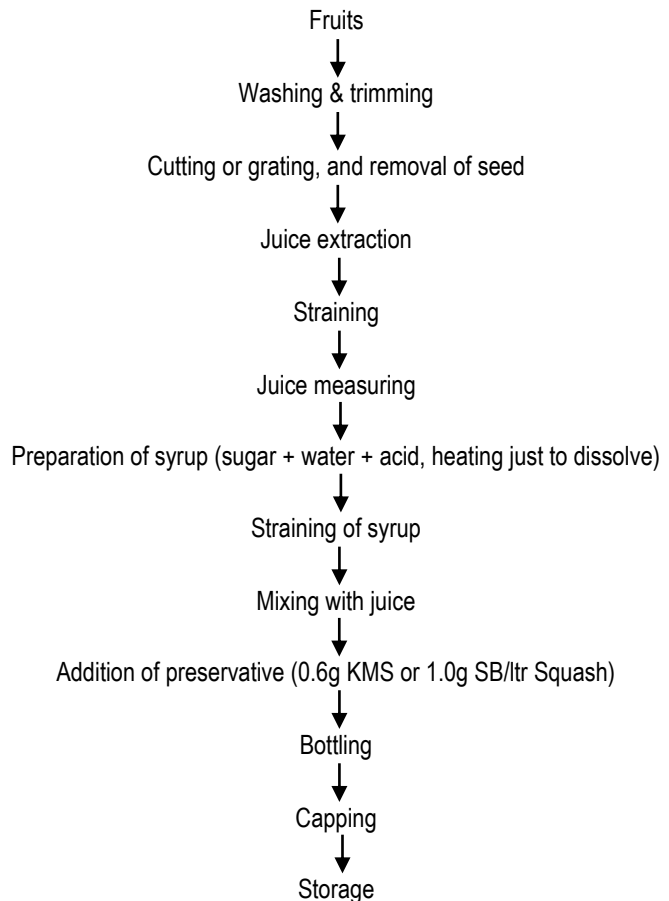 Fruits
Washing & trimming
Cutting or grating, and removal of seed
Juice extraction
Straining
Juice measuring
Preparation of syrup (sugar + water + acid, heating just to dissolve)
Straining of syrup
Mixing with juice
Addition of preservative (0.6g KMS or 1.0g SB/ltr Squash)
Bottling
Capping
Storage